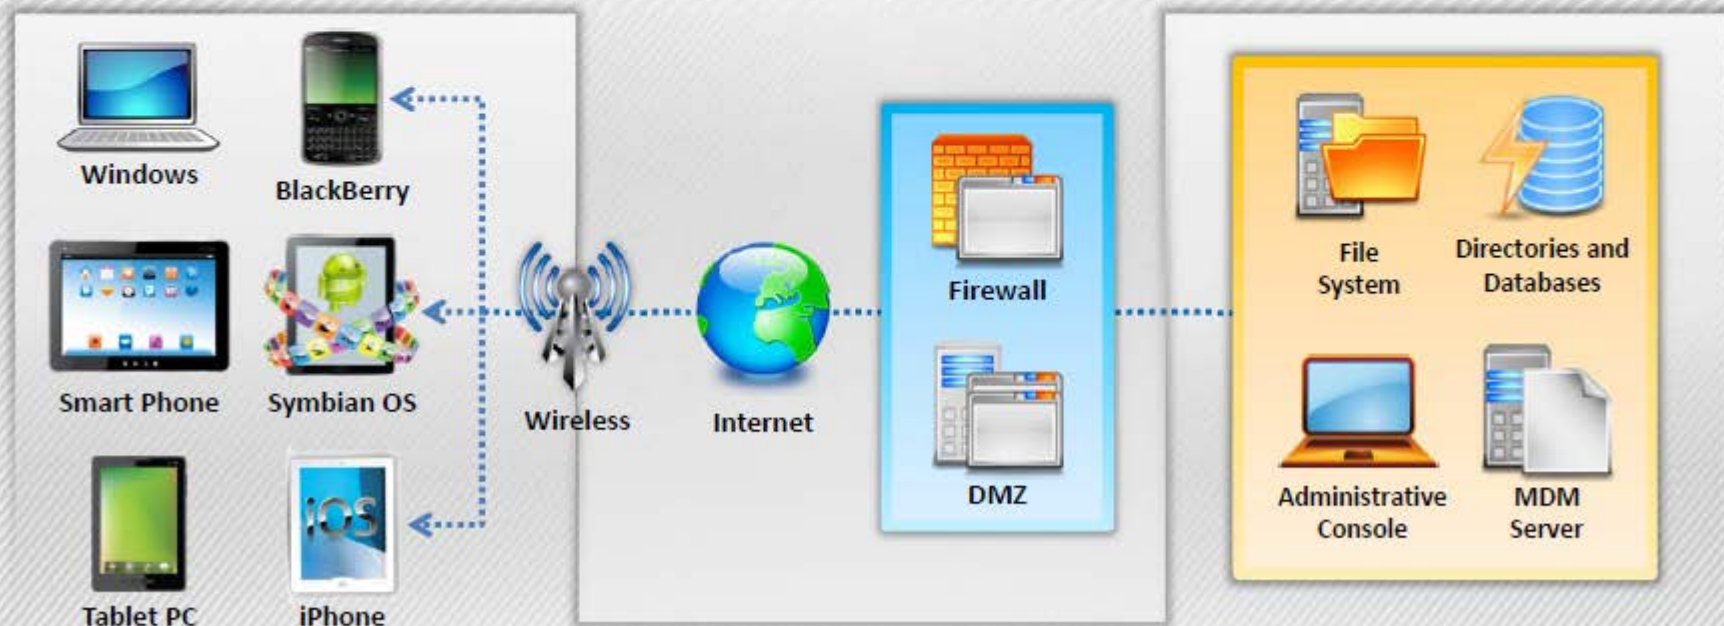 Windows
BlackBerry
Smart Phone
Symbian OS
Tablet PC
iOS
iPhone
Wireless
Internet
Firewall
DMZ
File
System
Directories and
Databases
Administrative
Console
MDM
Server